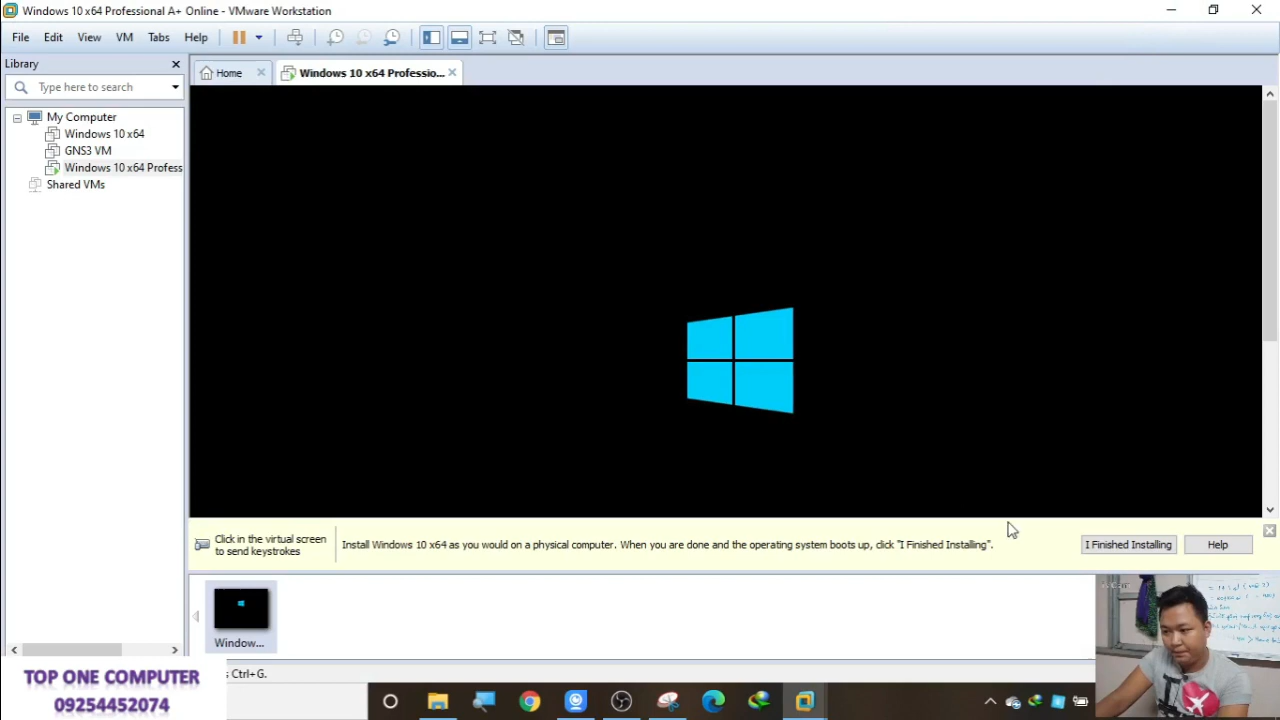 Windows 10 x64 Professional A+ Online - VMware Workstation
File Edit View VM Tabs Help
Library
Type here to search
Home
Windows 10 x64 Professio...
My Computer
Windows 10 x64
GNS3 VM
Windows 10 x64 Profess
Shared VMs
Click in the virtual screen
to send keystrokes
Install Windows 10 x64 as you would on a physical computer. When you are done and the operating system boots up, click "I Finished Installing".
I Finished Installing
Help
Window...
Ctrl+G.
TOP ONE COMPUTER
09254452074